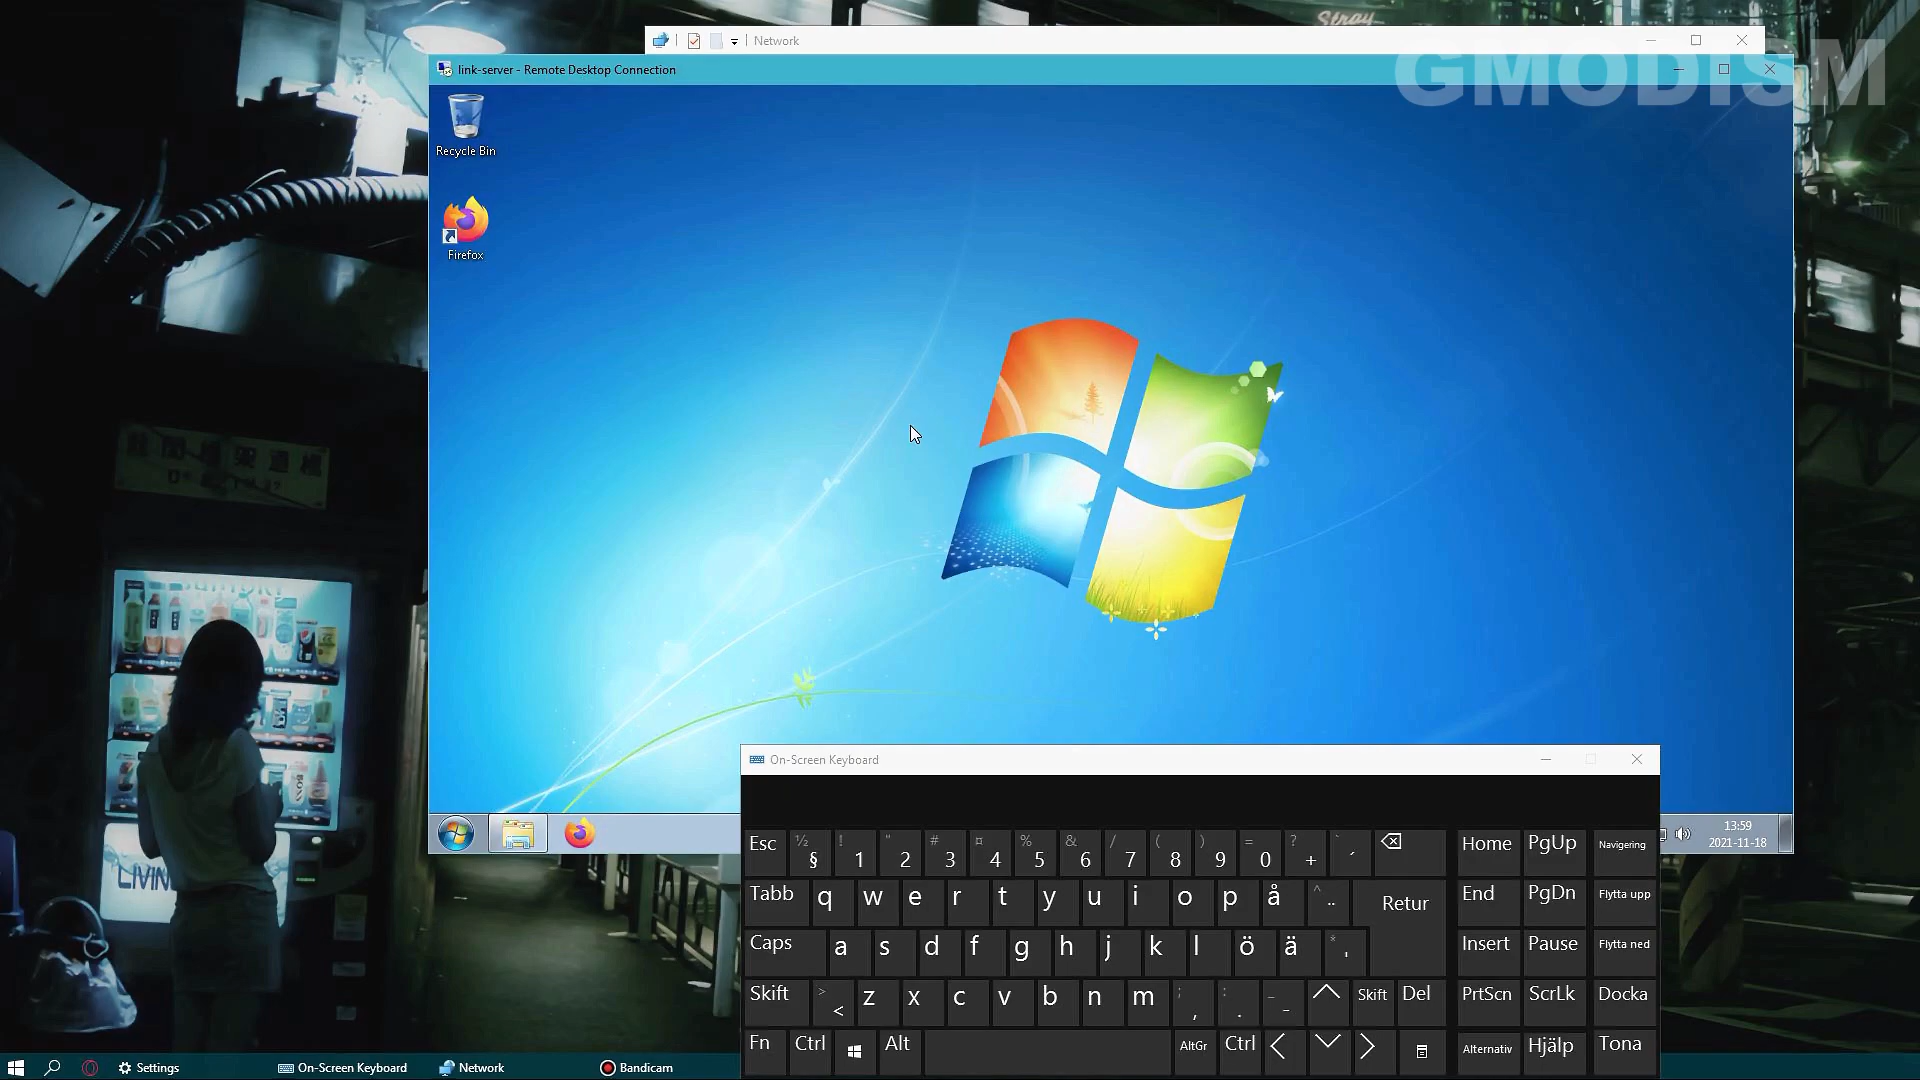 Stray
Network
GMODISM
link-server - Remote Desktop Connection
Recycle Bin
Firefox
On-Screen Keyboard
Esc ½ § ! 1 " 2 # 3 ¤ 4 % 5 & 6 / 7 ( 8 ) 9 = 0 ? + ` ´ Home PgUp Navigering
Tabb q w e r t y u i o p å ^ ¨ Retur End PgDn Flytta upp
Caps a s d f g h j k l ö ä * ' Insert Pause Flytta ned
Skift > < z x c v b n m ; , : . _ - Skift Del PrtScn ScrLk Docka
Fn Ctrl Alt AltGr Ctrl Alternativ Hjälp Tona
13:59
2021-11-18
LIVIN
Settings On-Screen Keyboard Network Bandicam